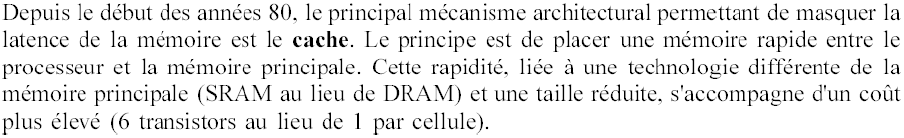 Depuis le début des années 80, le principal mécanisme architectural permettant de masquer la
latence de la mémoire est le cache. Le principe est de placer une mémoire rapide entre le
processeur et la mémoire principale. Cette rapidité, liée à une technologie différente de la
mémoire principale (SRAM au lieu de DRAM) et une taille réduite, s'accompagne d'un coût
plus élevé (6 transistors au lieu de 1 par cellule).